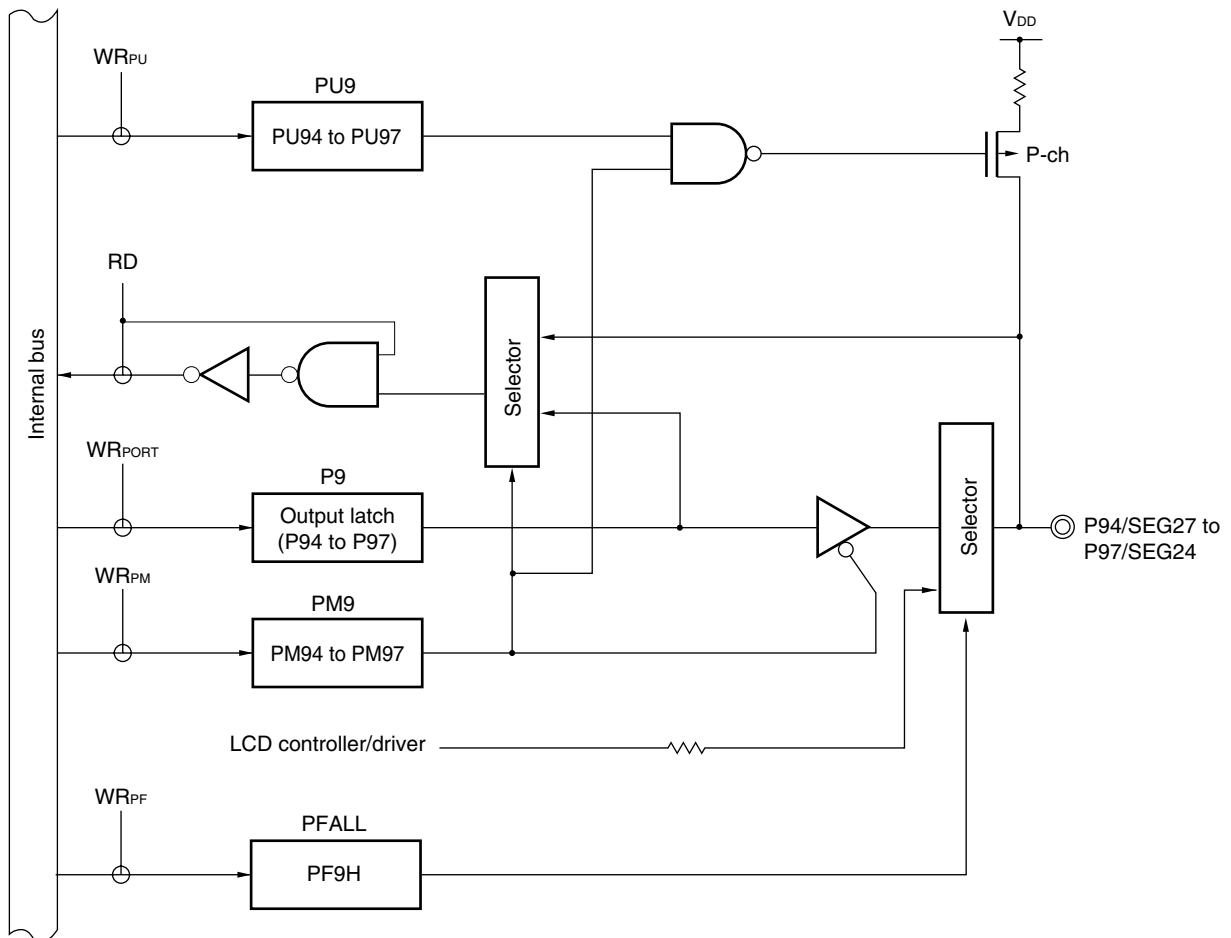 VDD
WRPU
PU9
PU94 to PU97
P-ch
RD
Selector
Internal bus
WRPORT
P9
Output latch
(P94 to P97)
Selector
P94/SEG27 to
P97/SEG24
WRPM
PM9
PM94 to PM97
LCD controller/driver
WRPF
PFALL
PF9H